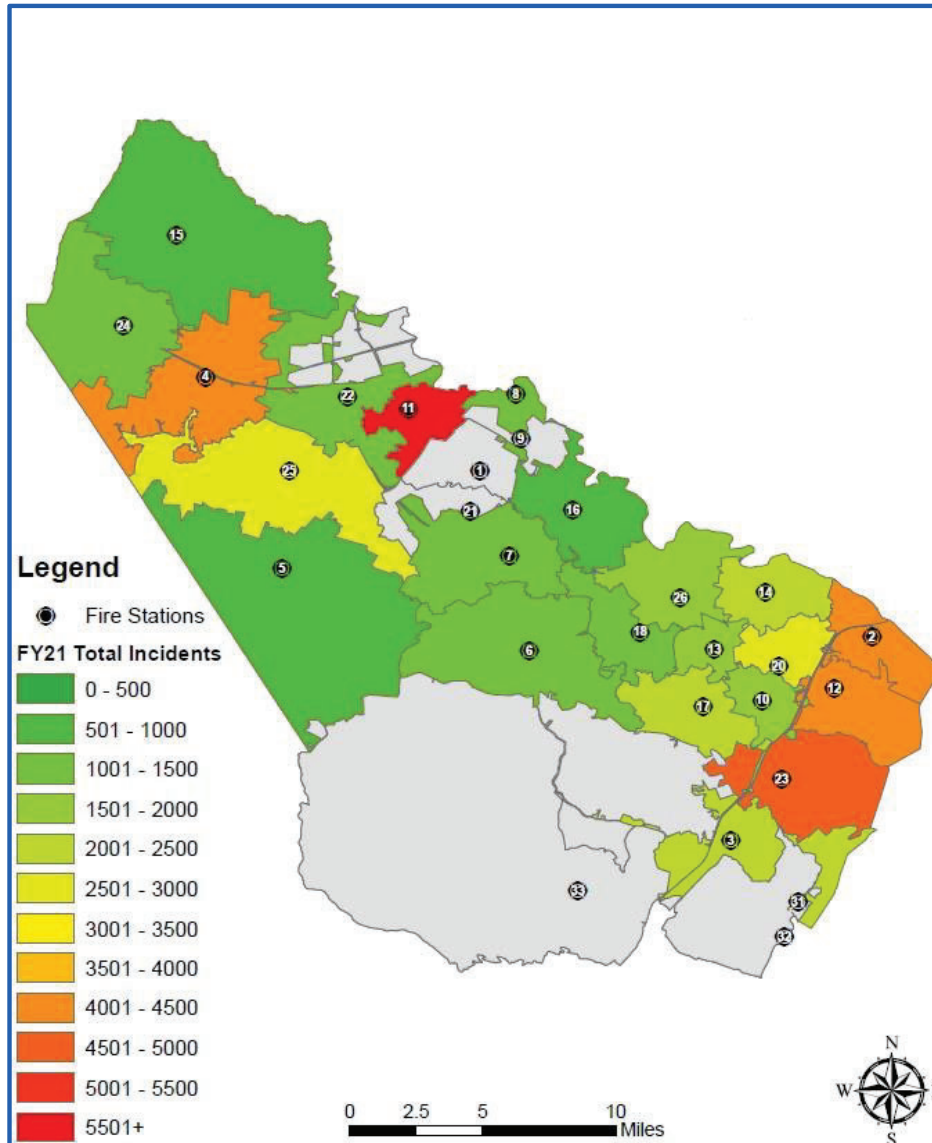 15
24
4
22
11
8
9
25
1
21
16
7
5
14
26
2
18
13
6
20
12
17
10
23
3
33
31
32
Legend
Fire Stations
FY21 Total Incidents
0 - 500
501 - 1000
1001 - 1500
1501 - 2000
2001 - 2500
2501 - 3000
3001 - 3500
3501 - 4000
4001 - 4500
4501 - 5000
5001 - 5500
5501+
N
W E
S
0 2.5 5 10
Miles